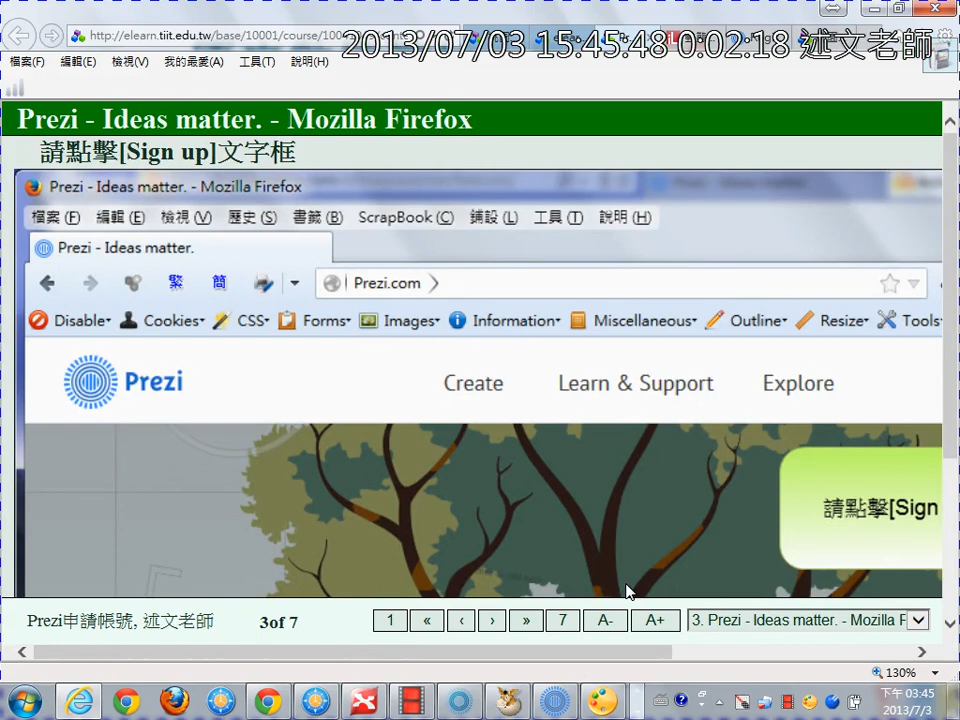 http://elearn.tiit.edu.tw/base/10001/course/100
2013/07/03 15:45:48 0:02:18 述文老師
檔案(F) 編輯(E) 檢視(V) 我的最愛(A) 工具(T) 說明(H)
Prezi - Ideas matter. - Mozilla Firefox
請點擊[Sign up]文字框
Prezi - Ideas matter. - Mozilla Firefox
檔案 (F) 編輯 (E) 檢視 (V) 歷史 (S) 書籤 (B) ScrapBook (C) 鋪設 (L) 工具 (T) 說明 (H)
Prezi - Ideas matter.
繁 簡 Prezi.com
Disable Cookies CSS Forms Images Information Miscellaneous Outline Resize Tools
Prezi Create Learn & Support Explore
請點擊[Sign
Prezi申請帳號, 述文老師 3of 7 1 « ‹ › » 7 A- A+ 3. Prezi - Ideas matter. - Mozilla F
130%
下午 03:45
2013/7/3